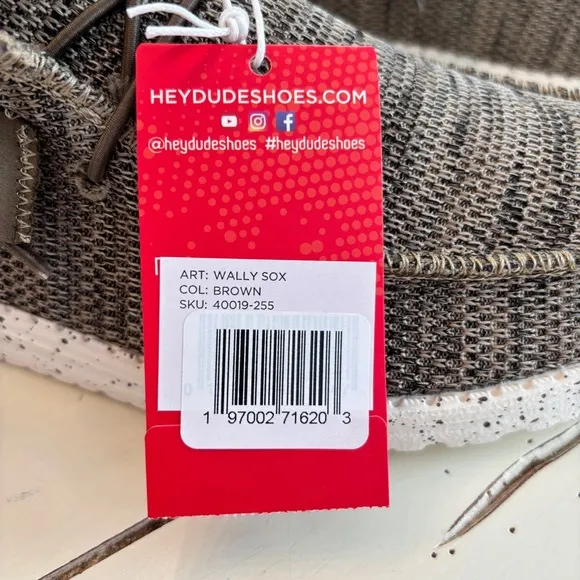 HEYDUDESHOES.COM
@heydudeshoes #heydudeshoes
ART: WALLY SOX
COL: BROWN
SKU: 40019-255
1 97002 71620 3